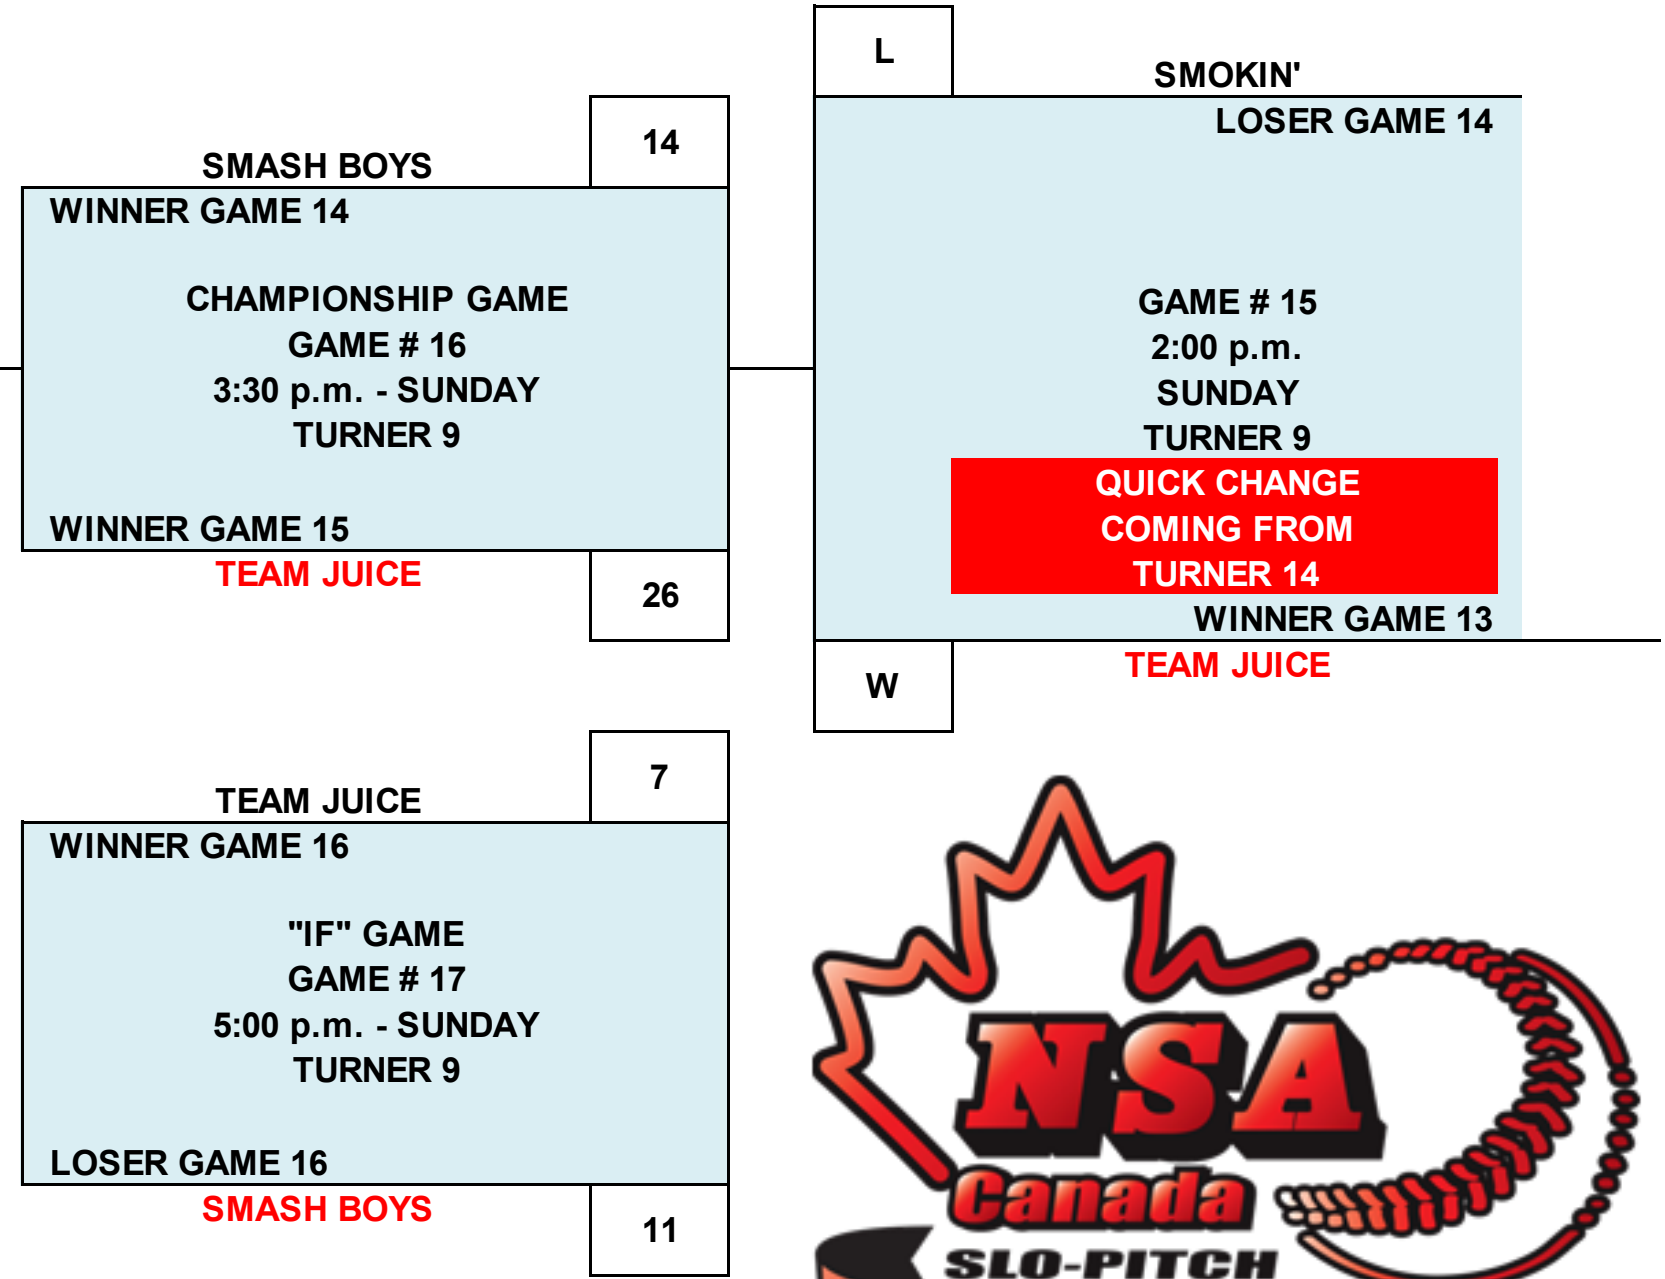 14
SMASH BOYS
WINNER GAME 14
CHAMPIONSHIP GAME
GAME # 16
3:30 p.m. - SUNDAY
TURNER 9
WINNER GAME 15
TEAM JUICE
26
7
TEAM JUICE
WINNER GAME 16
"IF" GAME
GAME # 17
5:00 p.m. - SUNDAY
TURNER 9
LOSER GAME 16
SMASH BOYS
11
L
SMOKIN'
LOSER GAME 14
GAME # 15
2:00 p.m.
SUNDAY
TURNER 9
QUICK CHANGE
COMING FROM
TURNER 14
WINNER GAME 13
TEAM JUICE
W
NSA
Canada
SLO-PITCH